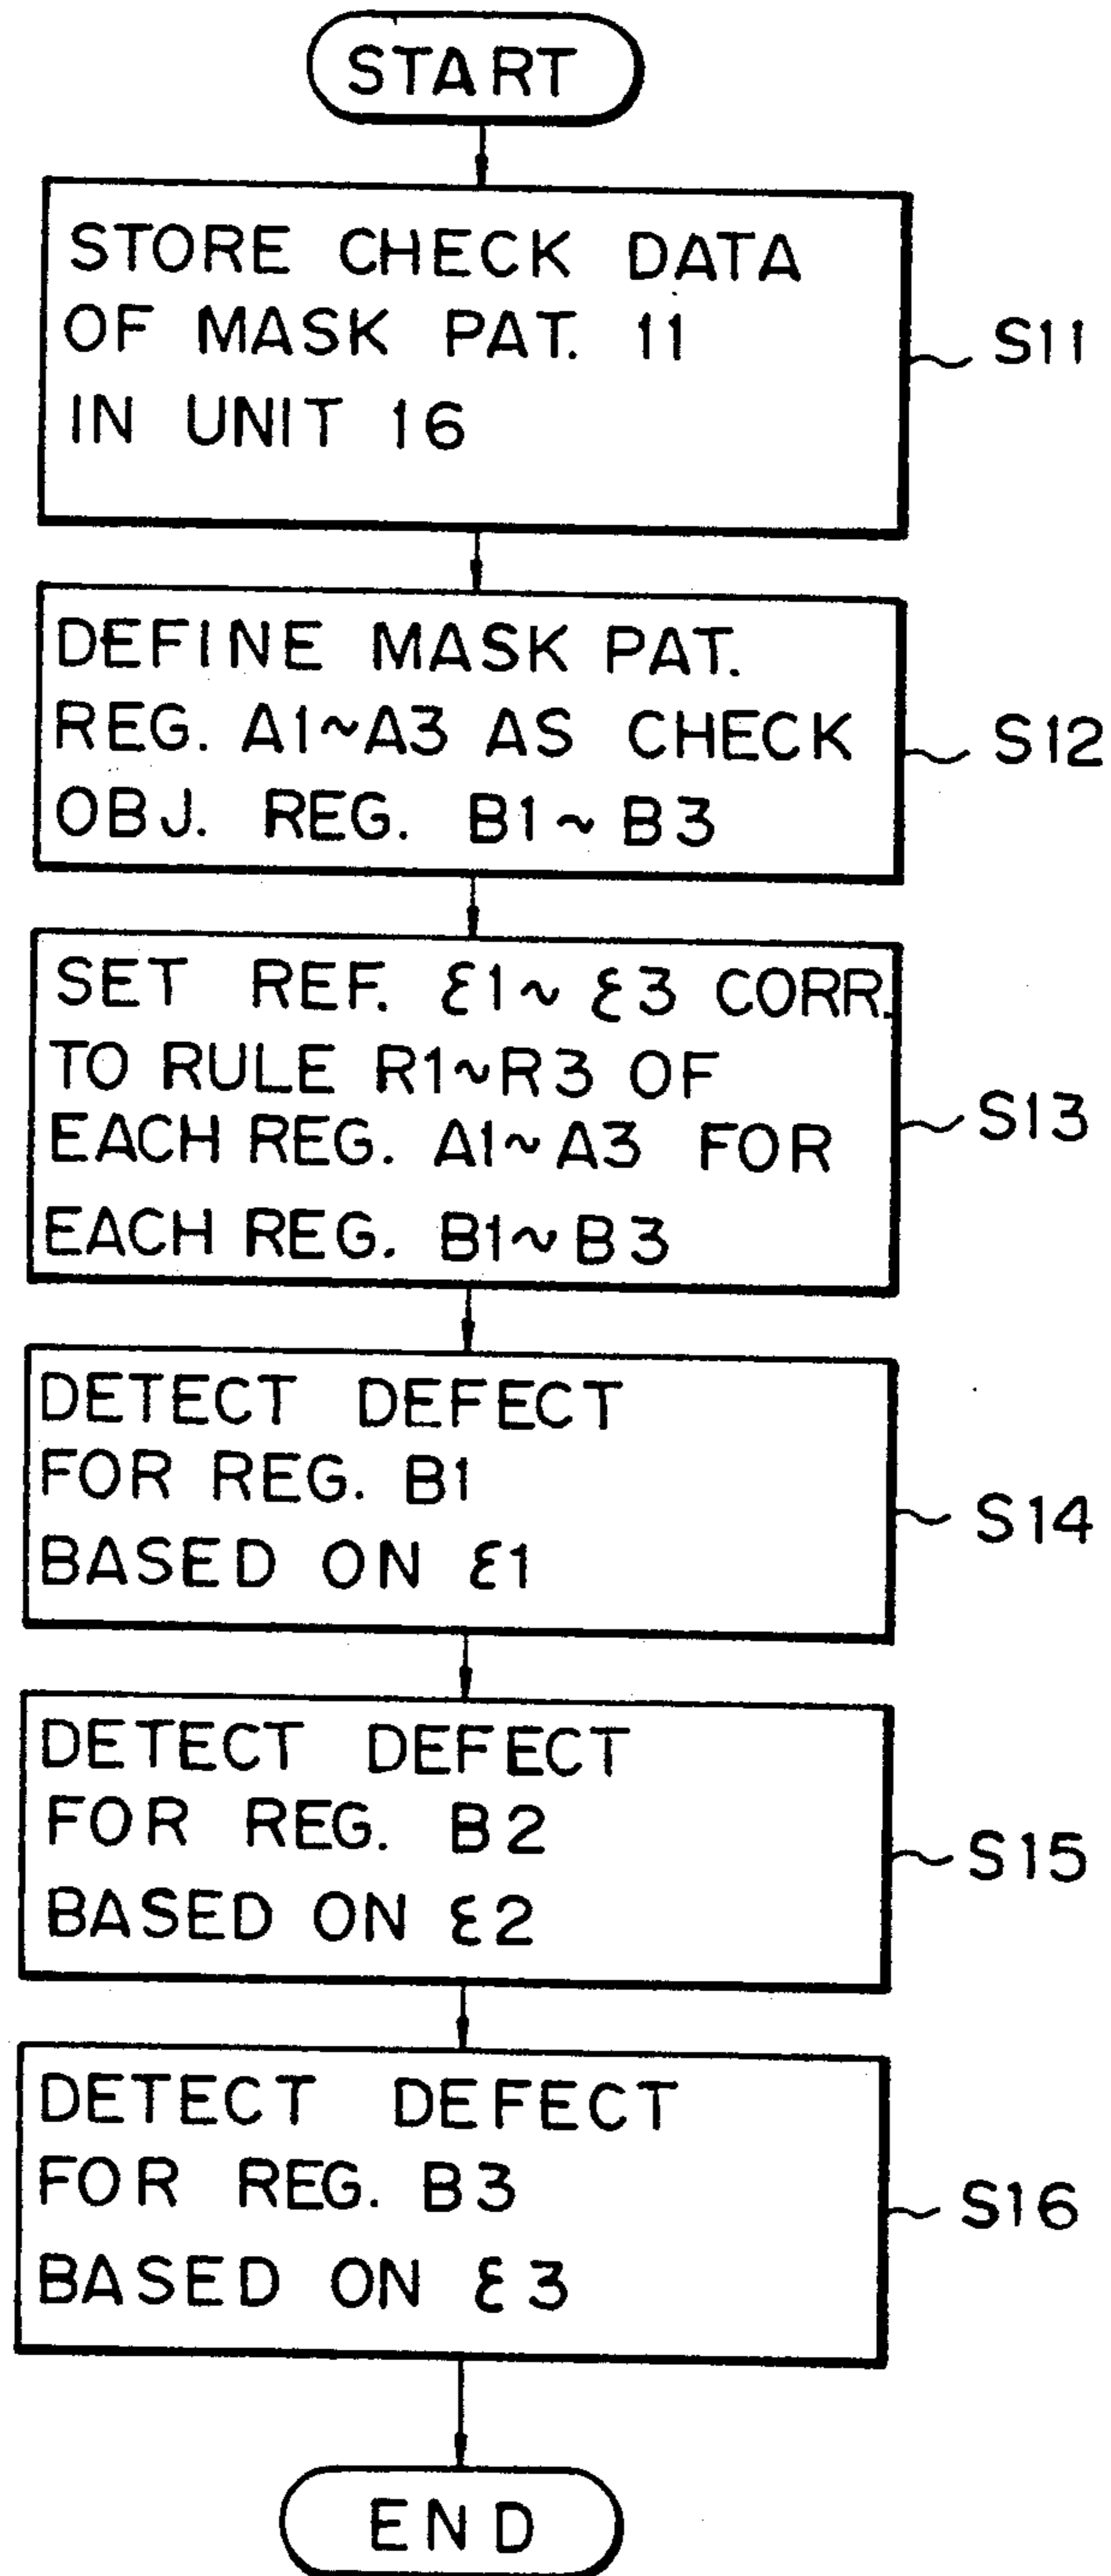 START
STORE CHECK DATA
OF MASK PAT. 11
IN UNIT 16
S11
DEFINE MASK PAT.
REG. A1~A3 AS CHECK
OBJ. REG. B1~B3
S12
SET REF. ε1~ε3 CORR.
TO RULE R1~R3 OF
EACH REG. A1~A3 FOR
EACH REG. B1~B3
S13
DETECT DEFECT
FOR REG. B1
BASED ON ε1
S14
DETECT DEFECT
FOR REG. B2
BASED ON ε2
S15
DETECT DEFECT
FOR REG. B3
BASED ON ε3
S16
END